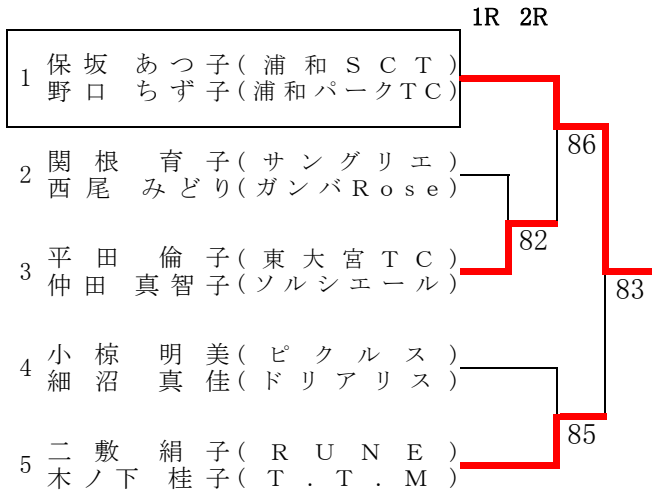 1R 2R
1 保坂 あつ子(浦和SCT)
野口 ちず子(浦和パークTC)
86
2 関根 育子(サングリエ)
西尾 みどり(ガンバRose)
82
3 平田 倫子(東大宮TC)
仲田 真智子(ソルシエール)
83
4 小椋 明美(ピクルス)
細沼 真佳(ドリアリス)
85
5 二敷 絹子(RUNE)
木ノ下 桂子(T.T.M)